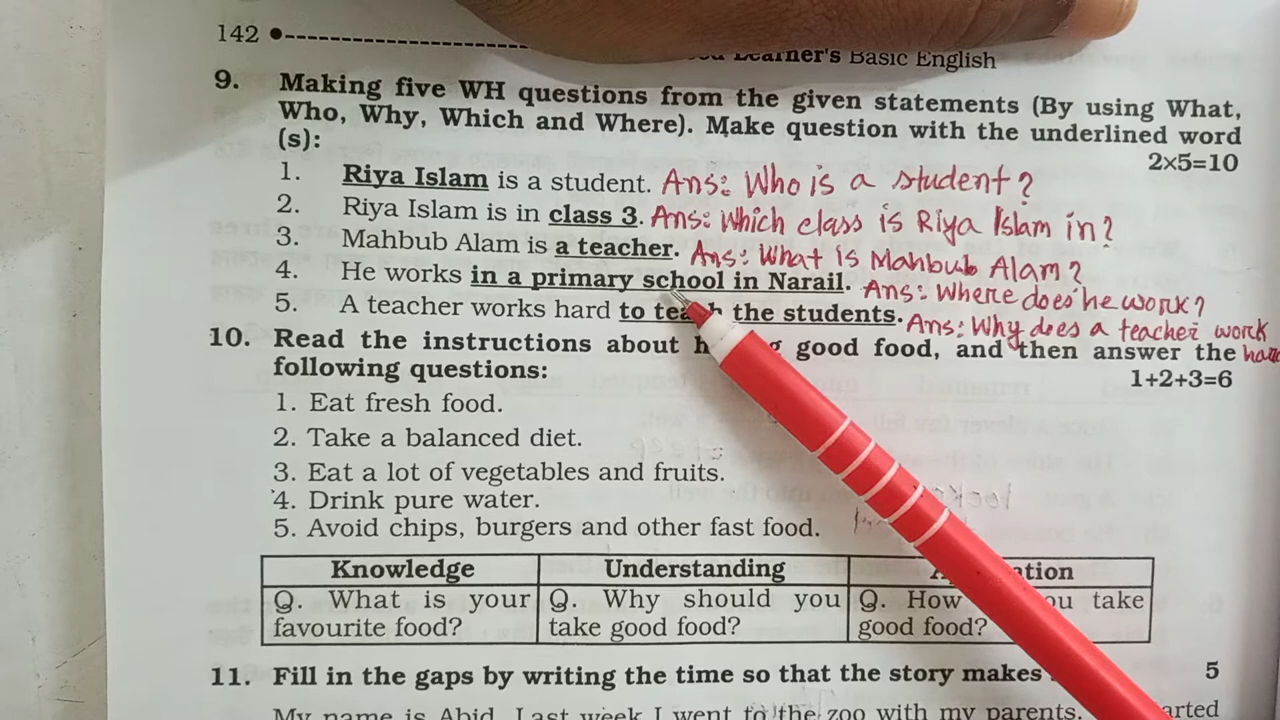 142
Learner's Basic English
9. Making five WH questions from the given statements (By using What,
Who, Why, Which and Where). Make question with the underlined word
(s):
2×5=10
1. Riya Islam is a student. Ans: Who is a student?
2. Riya Islam is in class 3. Ans: Which class is Riya Islam in?
3. Mahbub Alam is a teacher. Ans: What is Mahbub Alam?
4. He works in a primary school in Narail. Ans: Where does he work?
5. A teacher works hard the students. Ans: Why does a teacher work
10. Read the instructions about good food, and then answer the
following questions:
1+2+3=6
1. Eat fresh food.
2. Take a balanced diet.
3. Eat a lot of vegetables and fruits.
4. Drink pure water.
5. Avoid chips, burgers and other fast food.
Knowledge Understanding
Q. What is your Q. Why should you Q. How take
favourite food? take good food? good food?
11. Fill in the gaps by writing the time so that the story makes 5
My name is Abid. Last week I went to the zoo with my parents.